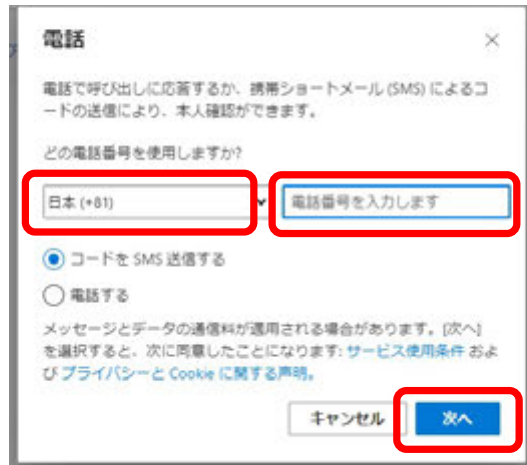 電話
電話で呼び出しに応答するか、携帯ショートメール (SMS) によるコ
ードの送信により、本人確認ができます。
どの電話番号を使用しますか?
日本 (+81)
電話番号を入力します
コードを SMS 送信する
電話する
メッセージとデータの通信料が適用される場合があります。[次へ]
を選択すると、次に同意したことになります: サービス使用条件 およ
び プライバシーと Cookie に関する声明。
キャンセル
次へ